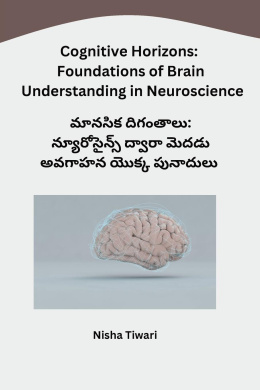 Cognitive Horizons:
Foundations of Brain
Understanding in Neuroscience
మానసిక దిగంతాలు:
న్యూరోసైన్స్ ద్వారా మెదడు
అవగాహన యొక్క పునాదులు
Nisha Tiwari